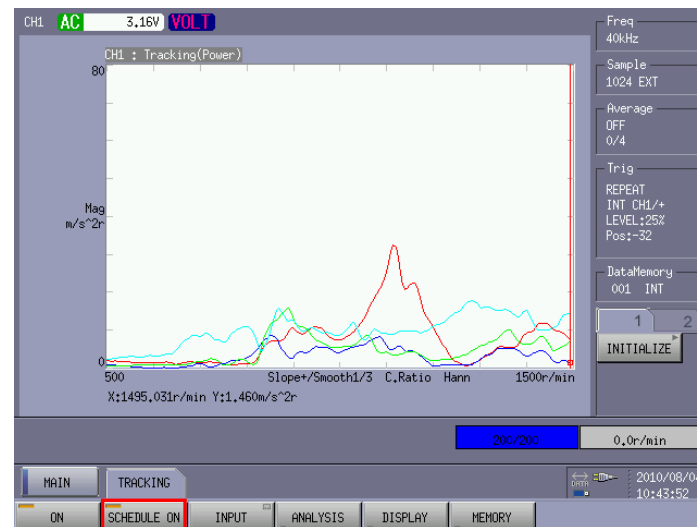 CH1 AC 3.16V VOLT
CH1 : Tracking(Power)
80
Mag
m/s^2r
0
500 Slope+/Smooth1/3 C.Ratio Hann 1500r/min
X:1495.031r/min Y:1.460m/s^2r
Freq
40kHz
Sample
1024 EXT
Average
OFF
0/4
Trig
REPEAT
INT CH1/+
LEVEL:25%
Pos:-32
DataMemory
001 INT
1 2
INITIALIZE
200/200 0.0r/min
MAIN TRACKING
DATA
2010/08/04
10:43:52
ON SCHEDULE ON INPUT ANALYSIS DISPLAY MEMORY